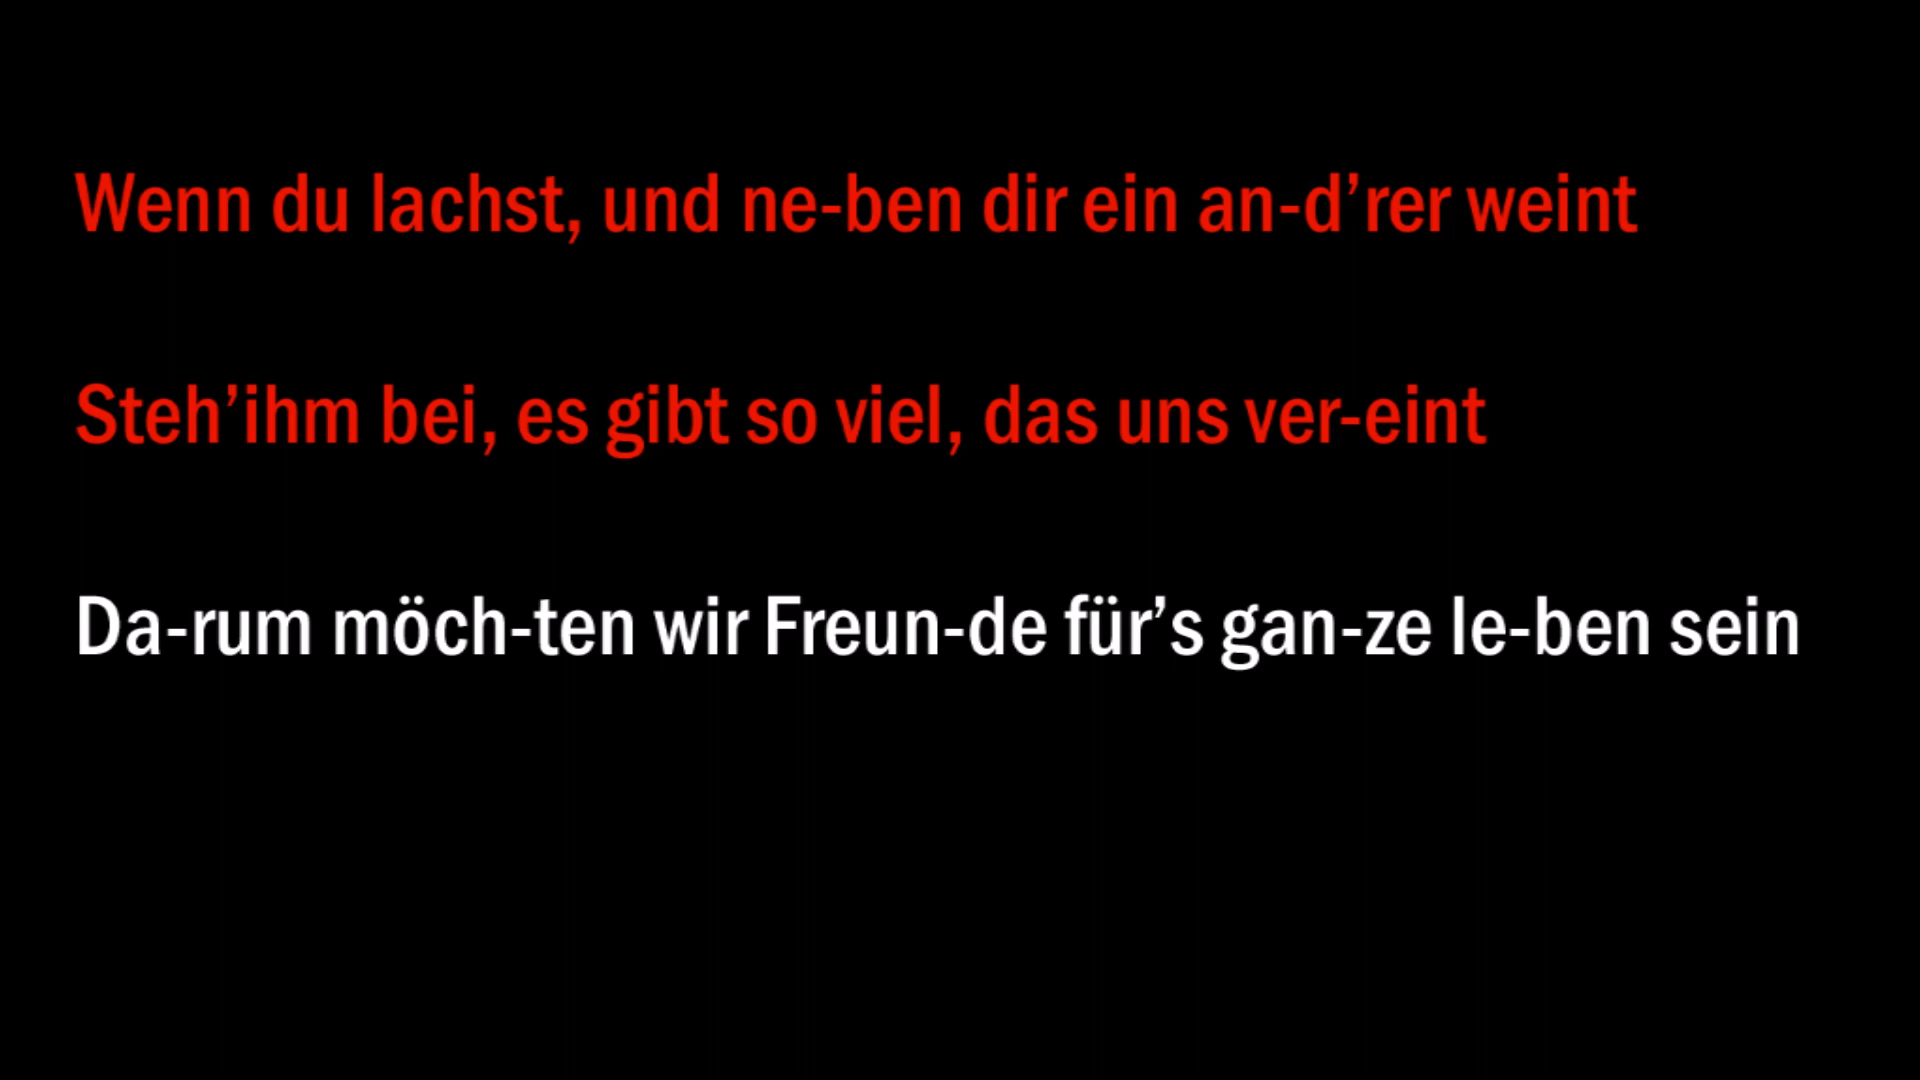 Wenn du lachst, und ne-ben dir ein an-d’rer weint
Steh’ihm bei, es gibt so viel, das uns ver-eint
Da-rum möch-ten wir Freun-de für’s gan-ze le-ben sein